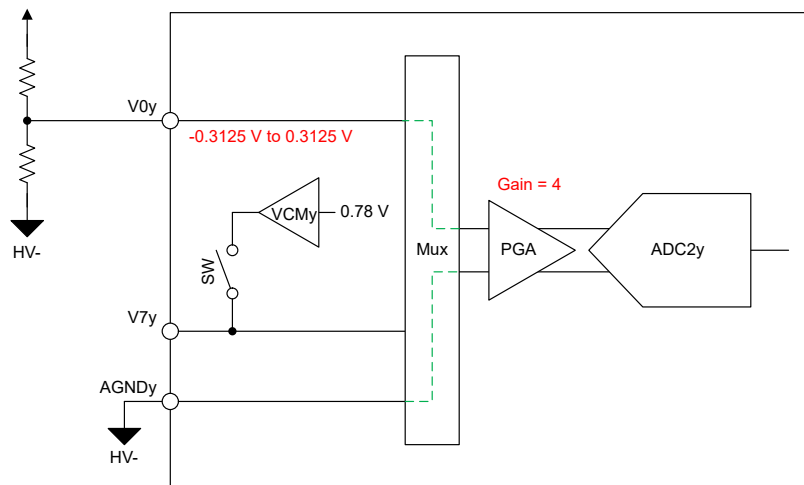 V0y
-0.3125 V to 0.3125 V
HV-
VCMy
0.78 V
SW
Gain = 4
Mux
PGA
ADC2y
V7y
AGNDy
HV-